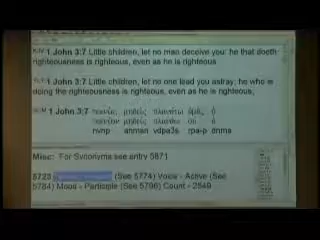 KJV 1 John 3:7 Little children, let no man deceive you: he that doeth
righteousness is righteous, even as he is righteous
1 John 3:7 Little children, let no one lead you astray; he who is
doing the righteousness is righteous, even as he is righteous,
1 John 3:7
nvnp anman vdpa3s rpa-p dnms
Misc: For Synonyms see entry 5871
5723 (See 5774) Voice - Active (See
5784) Mood - Participle (See 5796) Count - 2549